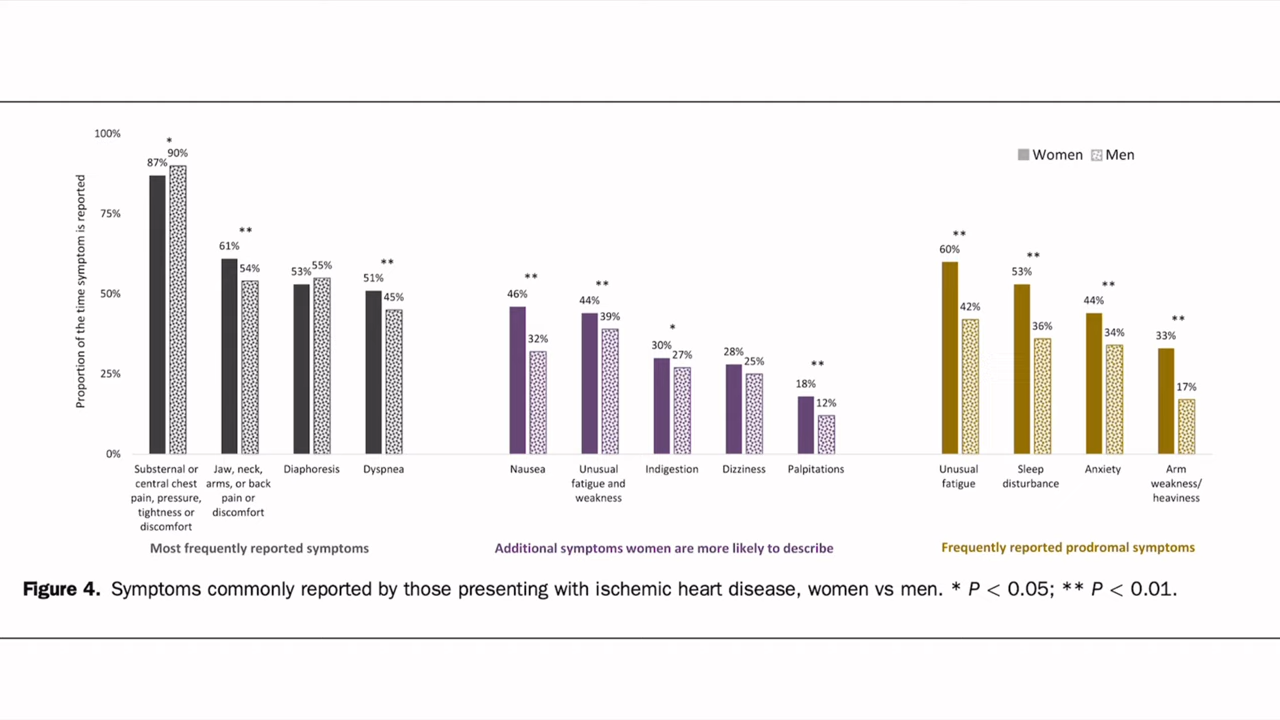 100%
75%
50%
25%
0%
Proportion of the time symptom is reported
Women Men
*
87% 90%
**
61% 54%
53% 55%
**
51% 45%
**
46% 32%
**
44% 39%
*
30% 27%
28% 25%
**
18% 12%
**
60% 42%
**
53% 36%
**
44% 34%
**
33% 17%
Substernal or
central chest
pain, pressure,
tightness or
discomfort
Jaw, neck,
arms, or back
pain or
discomfort
Diaphoresis
Dyspnea
Nausea
Unusual
fatigue and
weakness
Indigestion
Dizziness
Palpitations
Unusual
fatigue
Sleep
disturbance
Anxiety
Arm
weakness/
heaviness
Most frequently reported symptoms
Additional symptoms women are more likely to describe
Frequently reported prodromal symptoms
Figure 4. Symptoms commonly reported by those presenting with ischemic heart disease, women vs men. * P < 0.05; ** P < 0.01.